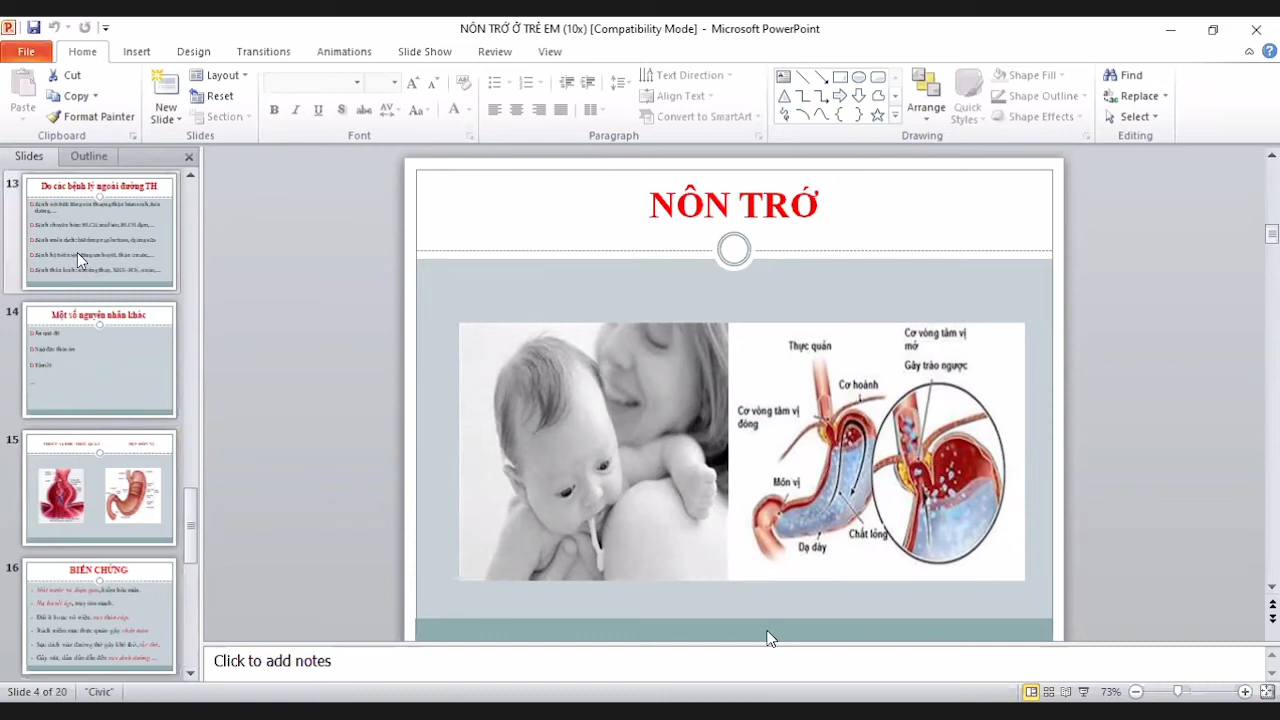 NÔN TRỚ Ở TRẺ EM (10x) [Compatibility Mode] - Microsoft PowerPoint
File Home Insert Design Transitions Animations Slide Show Review View
Paste
Cut
Copy
Format Painter
Clipboard
New Slide
Layout
Reset
Section
Slides
Font
Text Direction
Align Text
Convert to SmartArt
Paragraph
Arrange
Quick Styles
Shape Fill
Shape Outline
Shape Effects
Drawing
Find
Replace
Select
Editing
Slides Outline
13
Do các bệnh lý ngoài đường TH
14
Một số nguyên nhân khác
15
16
BIẾN CHỨNG
NÔN TRỚ
Thực quản
Cơ vòng tâm vị
mở
Gây trào ngược
Cơ hoành
Cơ vòng tâm vị
đóng
Môn vị
Chất lỏng
Dạ dày
Click to add notes
Slide 4 of 20 "Civic" 73%